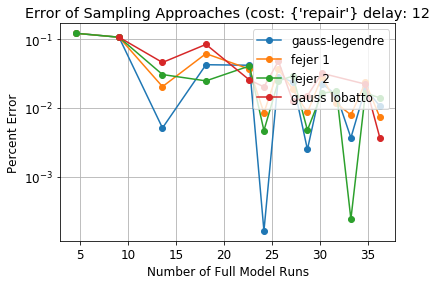 Error of Sampling Approaches (cost: {'repair'} delay: 12
gauss-legendre
fejer 1
fejer 2
gauss lobatto
Percent Error
10⁻¹
10⁻²
10⁻³
5 10 15 20 25 30 35
Number of Full Model Runs